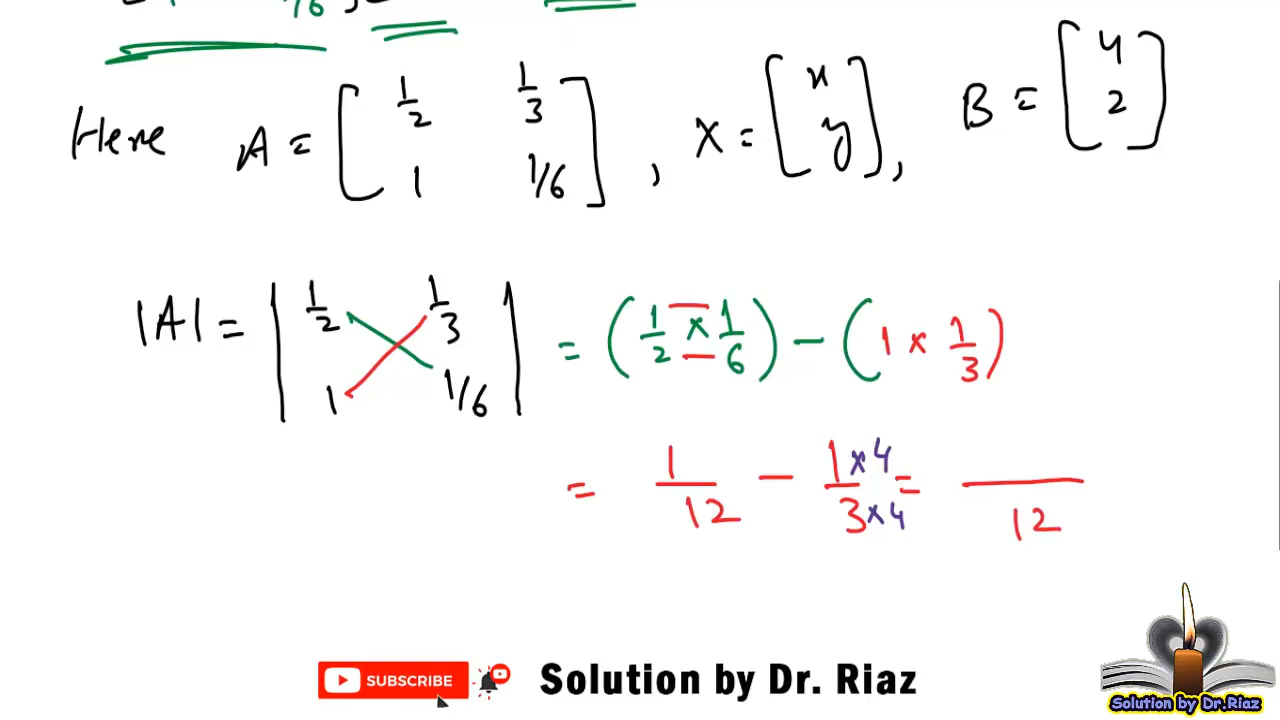 1/6
Here A = [ 1/2 1/3 1 1/6 ] , X = [ x y ] , B = [ 4 2 ]
|A| = | 1/2 1/3 1 1/6 | = ( 1/2 × 1/6 ) − ( 1 × 1/3 )
= 1/12 − 1×4/3×4 = /12
SUBSCRIBE
Solution by Dr. Riaz
Solution by Dr.Riaz